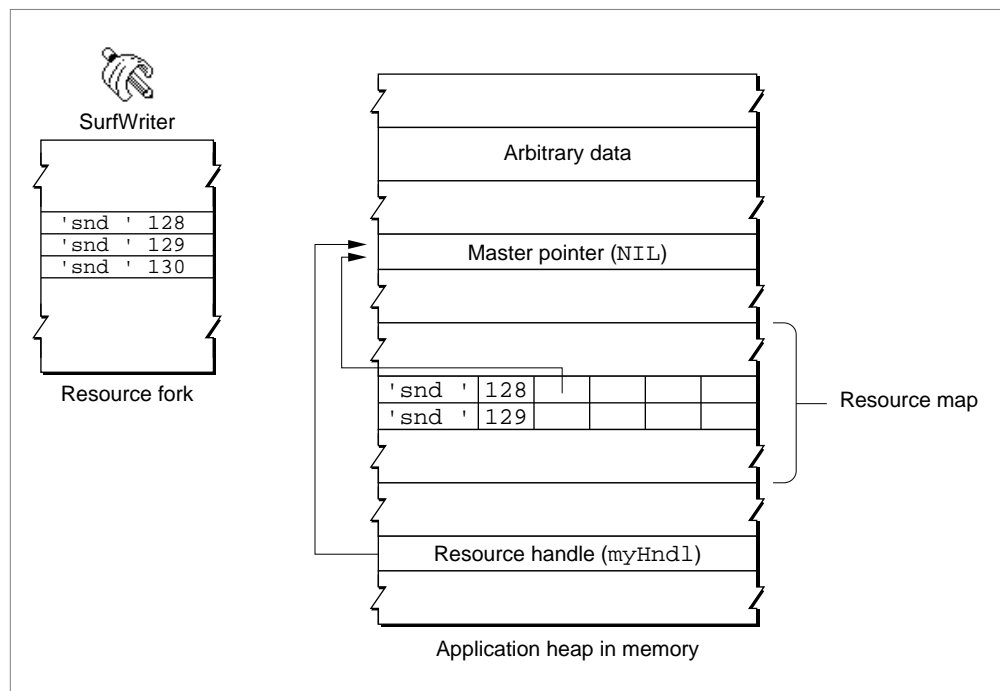 SurfWriter
'snd ' 128
'snd ' 129
'snd ' 130
Resource fork
Arbitrary data
Master pointer (NIL)
'snd ' 128
'snd ' 129
Resource map
Resource handle (myHndl)
Application heap in memory